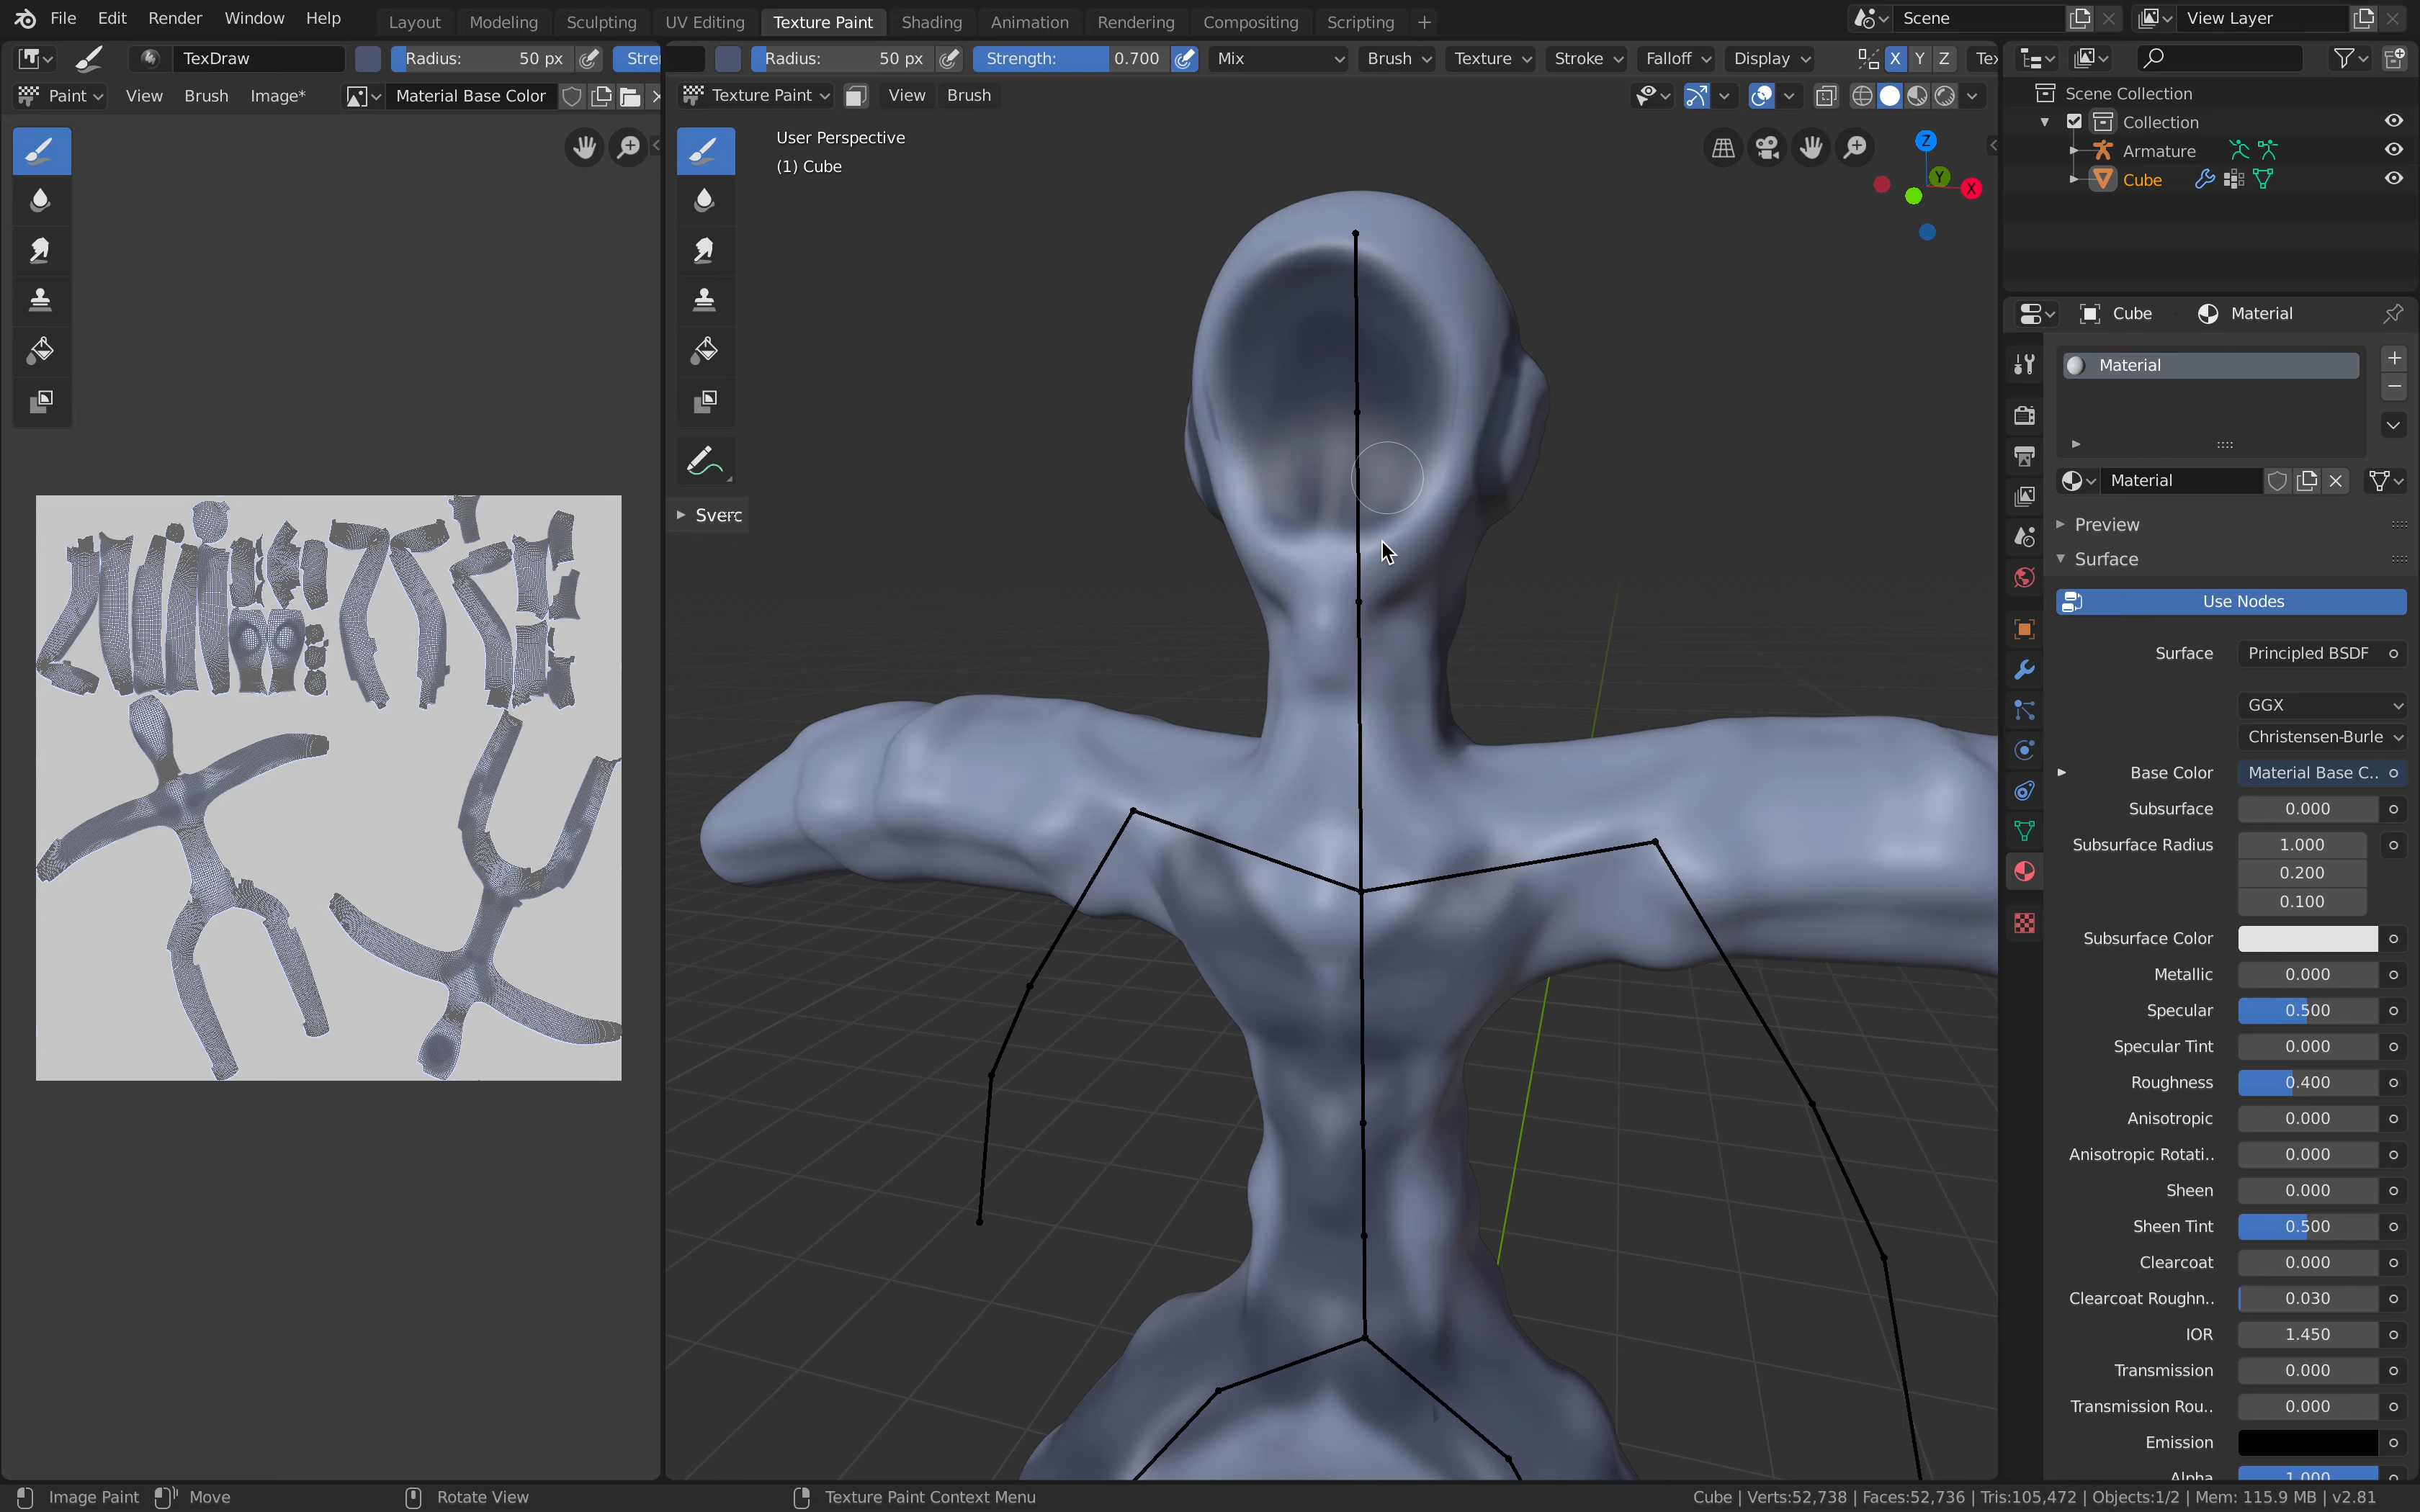 File Edit Render Window Help Layout Modeling Sculpting UV Editing Texture Paint Shading Animation Rendering Compositing Scripting + Scene View Layer
TexDraw Radius: 50 px Stre Radius: 50 px Strength: 0.700 Mix Brush Texture Stroke Falloff Display X Y Z Tex
Paint View Brush Image* Material Base Color Texture Paint View Brush
User Perspective
(1) Cube
Z
Y
X
Sverc
Scene Collection
Collection
Armature
Cube
Cube Material
Material
Material
Preview
Surface
Use Nodes
Surface Principled BSDF
GGX
Christensen-Burle
Base Color Material Base C..
Subsurface 0.000
Subsurface Radius 1.000
0.200
0.100
Subsurface Color
Metallic 0.000
Specular 0.500
Specular Tint 0.000
Roughness 0.400
Anisotropic 0.000
Anisotropic Rotati.. 0.000
Sheen 0.000
Sheen Tint 0.500
Clearcoat 0.000
Clearcoat Roughn.. 0.030
IOR 1.450
Transmission 0.000
Transmission Rou.. 0.000
Emission
Alpha 1.000
Image Paint Move Rotate View Texture Paint Context Menu Cube | Verts:52,738 | Faces:52,736 | Tris:105,472 | Objects:1/2 | Mem: 115.9 MB | v2.81